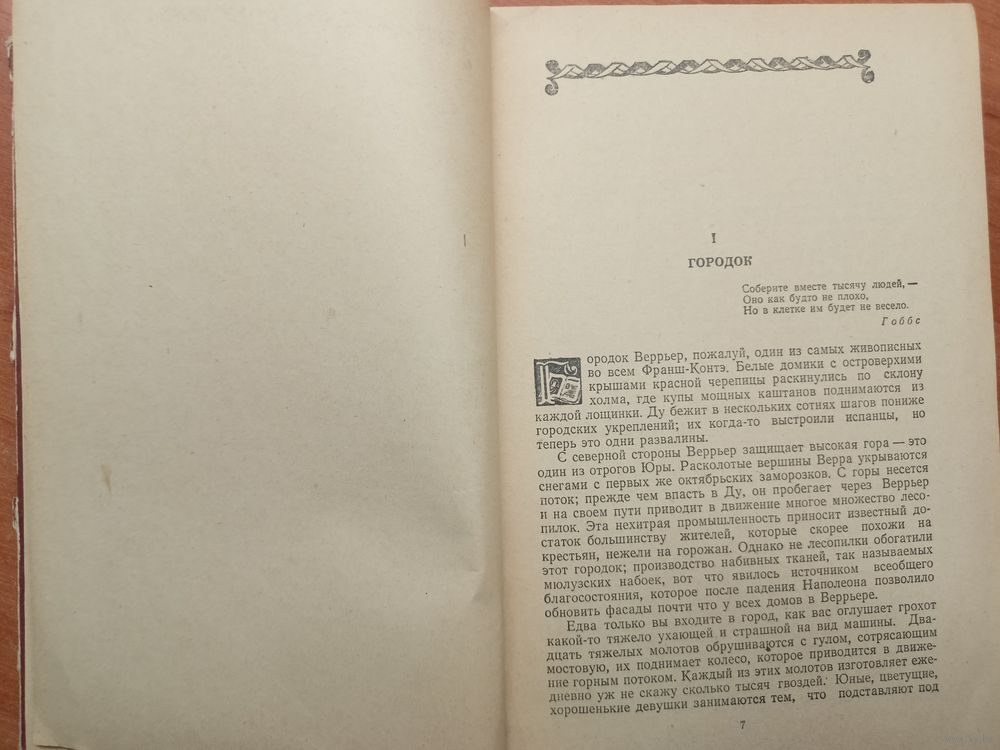 I
ГОРОДОК
Соберите вместе тысячу людей, —
Оно как будто не плохо,
Но в клетке им будет не весело.
Гоббс
Городок Веррьер, пожалуй, один из самых живописных
во всем Франш-Контэ. Белые домики с островерхими
крышами красной черепицы раскинулись по склону
холма, где купы мощных каштанов поднимаются из
каждой лощинки. Ду бежит в нескольких сотнях шагов пониже
городских укреплений; их когда-то выстроили испанцы, но
теперь это одни развалины.
С северной стороны Веррьер защищает высокая гора — это
один из отрогов Юры. Расколотые вершины Верра укрываются
снегами с первых же октябрьских заморозков. С горы несется
поток; прежде чем впасть в Ду, он пробегает через Веррьер
и на своем пути приводит в движение многое множество лесо-
пилок. Эта нехитрая промышленность приносит известный до-
статок большинству жителей, которые скорее похожи на
крестьян, нежели на горожан. Однако не лесопилки обогатили
этот городок; производство набивных тканей, так называемых
мюлузских набоек, вот что явилось источником всеобщего
благосостояния, которое после падения Наполеона позволило
обновить фасады почти что у всех домов в Веррьере.
Едва только вы входите в город, как вас оглушает грохот
какой-то тяжело ухающей и страшной на вид машины. Два-
дцать тяжелых молотов обрушиваются с гулом, сотрясающим
мостовую, их поднимает колесо, которое приводится в движе-
ние горным потоком. Каждый из этих молотов изготовляет еже-
дневно уж не скажу сколько тысяч гвоздей. Юные, цветущие,
хорошенькие девушки занимаются тем, что подставляют под
7